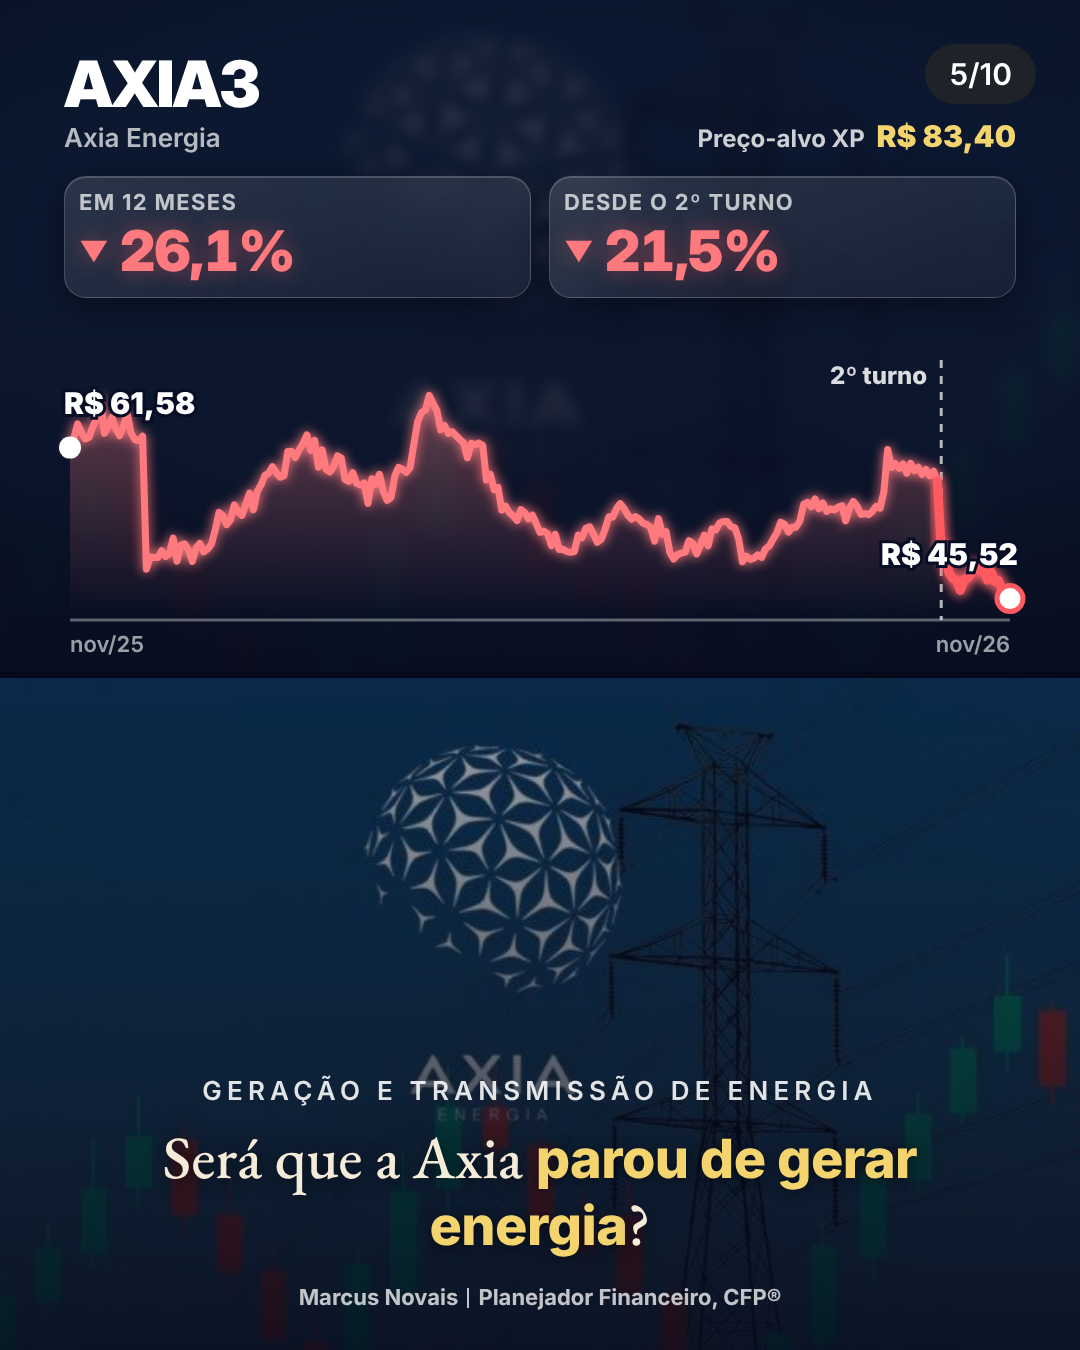 AXIA3
5/10
Axia Energia
Preço-alvo XP R$ 83,40
EM 12 MESES
▼ 26,1%
DESDE O 2º TURNO
▼ 21,5%
2º turno
R$ 61,58
R$ 45,52
nov/25
nov/26
AXIA
GERAÇÃO E TRANSMISSÃO DE ENERGIA
ENERGIA
Será que a Axia parou de gerar
energia?
Marcus Novais | Planejador Financeiro, CFP®